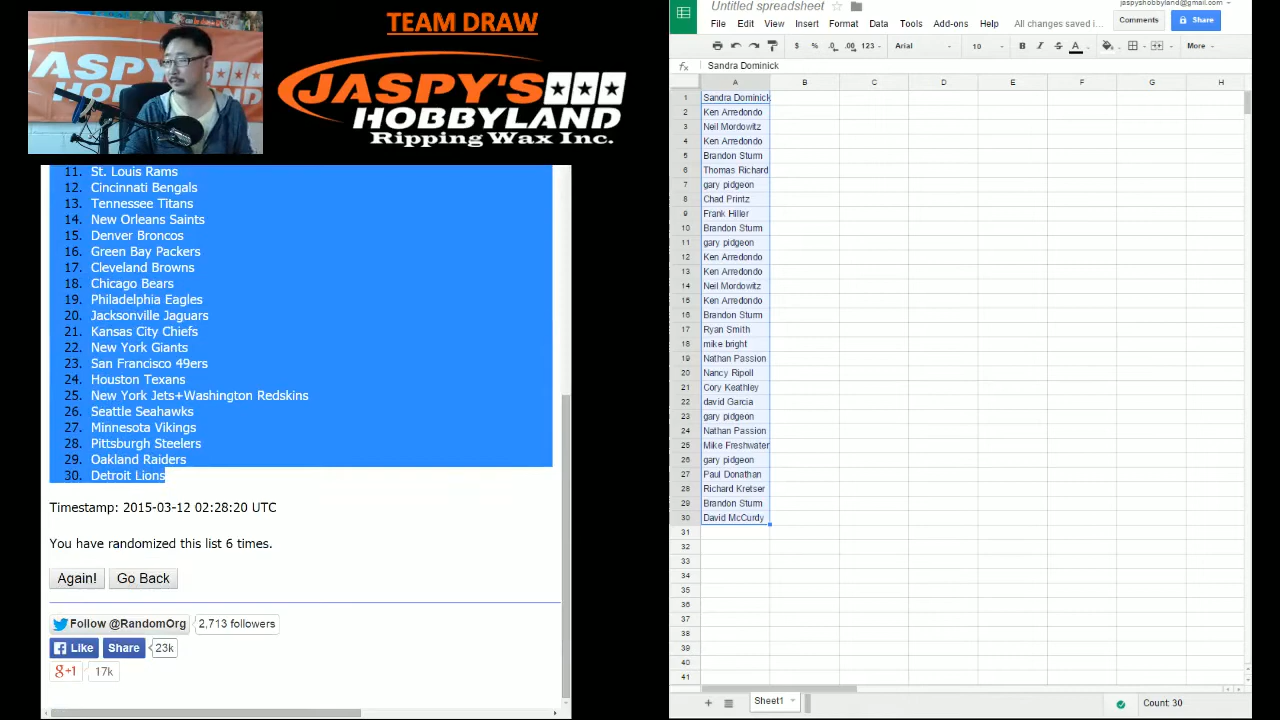 TEAM DRAW
JASPY'S
HOBBYLAND
Ripping Wax Inc.
JASPY
HOBBYLAND
11. St. Louis Rams
12. Cincinnati Bengals
13. Tennessee Titans
14. New Orleans Saints
15. Denver Broncos
16. Green Bay Packers
17. Cleveland Browns
18. Chicago Bears
19. Philadelphia Eagles
20. Jacksonville Jaguars
21. Kansas City Chiefs
22. New York Giants
23. San Francisco 49ers
24. Houston Texans
25. New York Jets+Washington Redskins
26. Seattle Seahawks
27. Minnesota Vikings
28. Pittsburgh Steelers
29. Oakland Raiders
30. Detroit Lions
Timestamp: 2015-03-12 02:28:20 UTC
You have randomized this list 6 times.
Again! Go Back
Follow @RandomOrg 2,713 followers
Like Share 23k
g+1 17k
jaspyshobbyland@gmail.com
Untitled spreadsheet
File Edit View Insert Format Data Tools Add-ons Help All changes saved i... Comments Share
$ % .0 .00 123 Arial 10 B I S A More
fx Sandra Dominick
A B C D E F G H
1 Sandra Dominick
2 Ken Arredondo
3 Neil Mordowitz
4 Ken Arredondo
5 Brandon Sturm
6 Thomas Richard
7 gary pidgeon
8 Chad Printz
9 Frank Hiller
10 Brandon Sturm
11 gary pidgeon
12 Ken Arredondo
13 Ken Arredondo
14 Neil Mordowitz
15 Ken Arredondo
16 Brandon Sturm
17 Ryan Smith
18 mike bright
19 Nathan Passion
20 Nancy Ripoll
21 Cory Keathley
22 david Garcia
23 gary pidgeon
24 Nathan Passion
25 Mike Freshwater
26 gary pidgeon
27 Paul Donathan
28 Richard Kretser
29 Brandon Sturm
30 David McCurdy
31
32
33
34
35
36
37
38
39
40
41
Sheet1 Count: 30